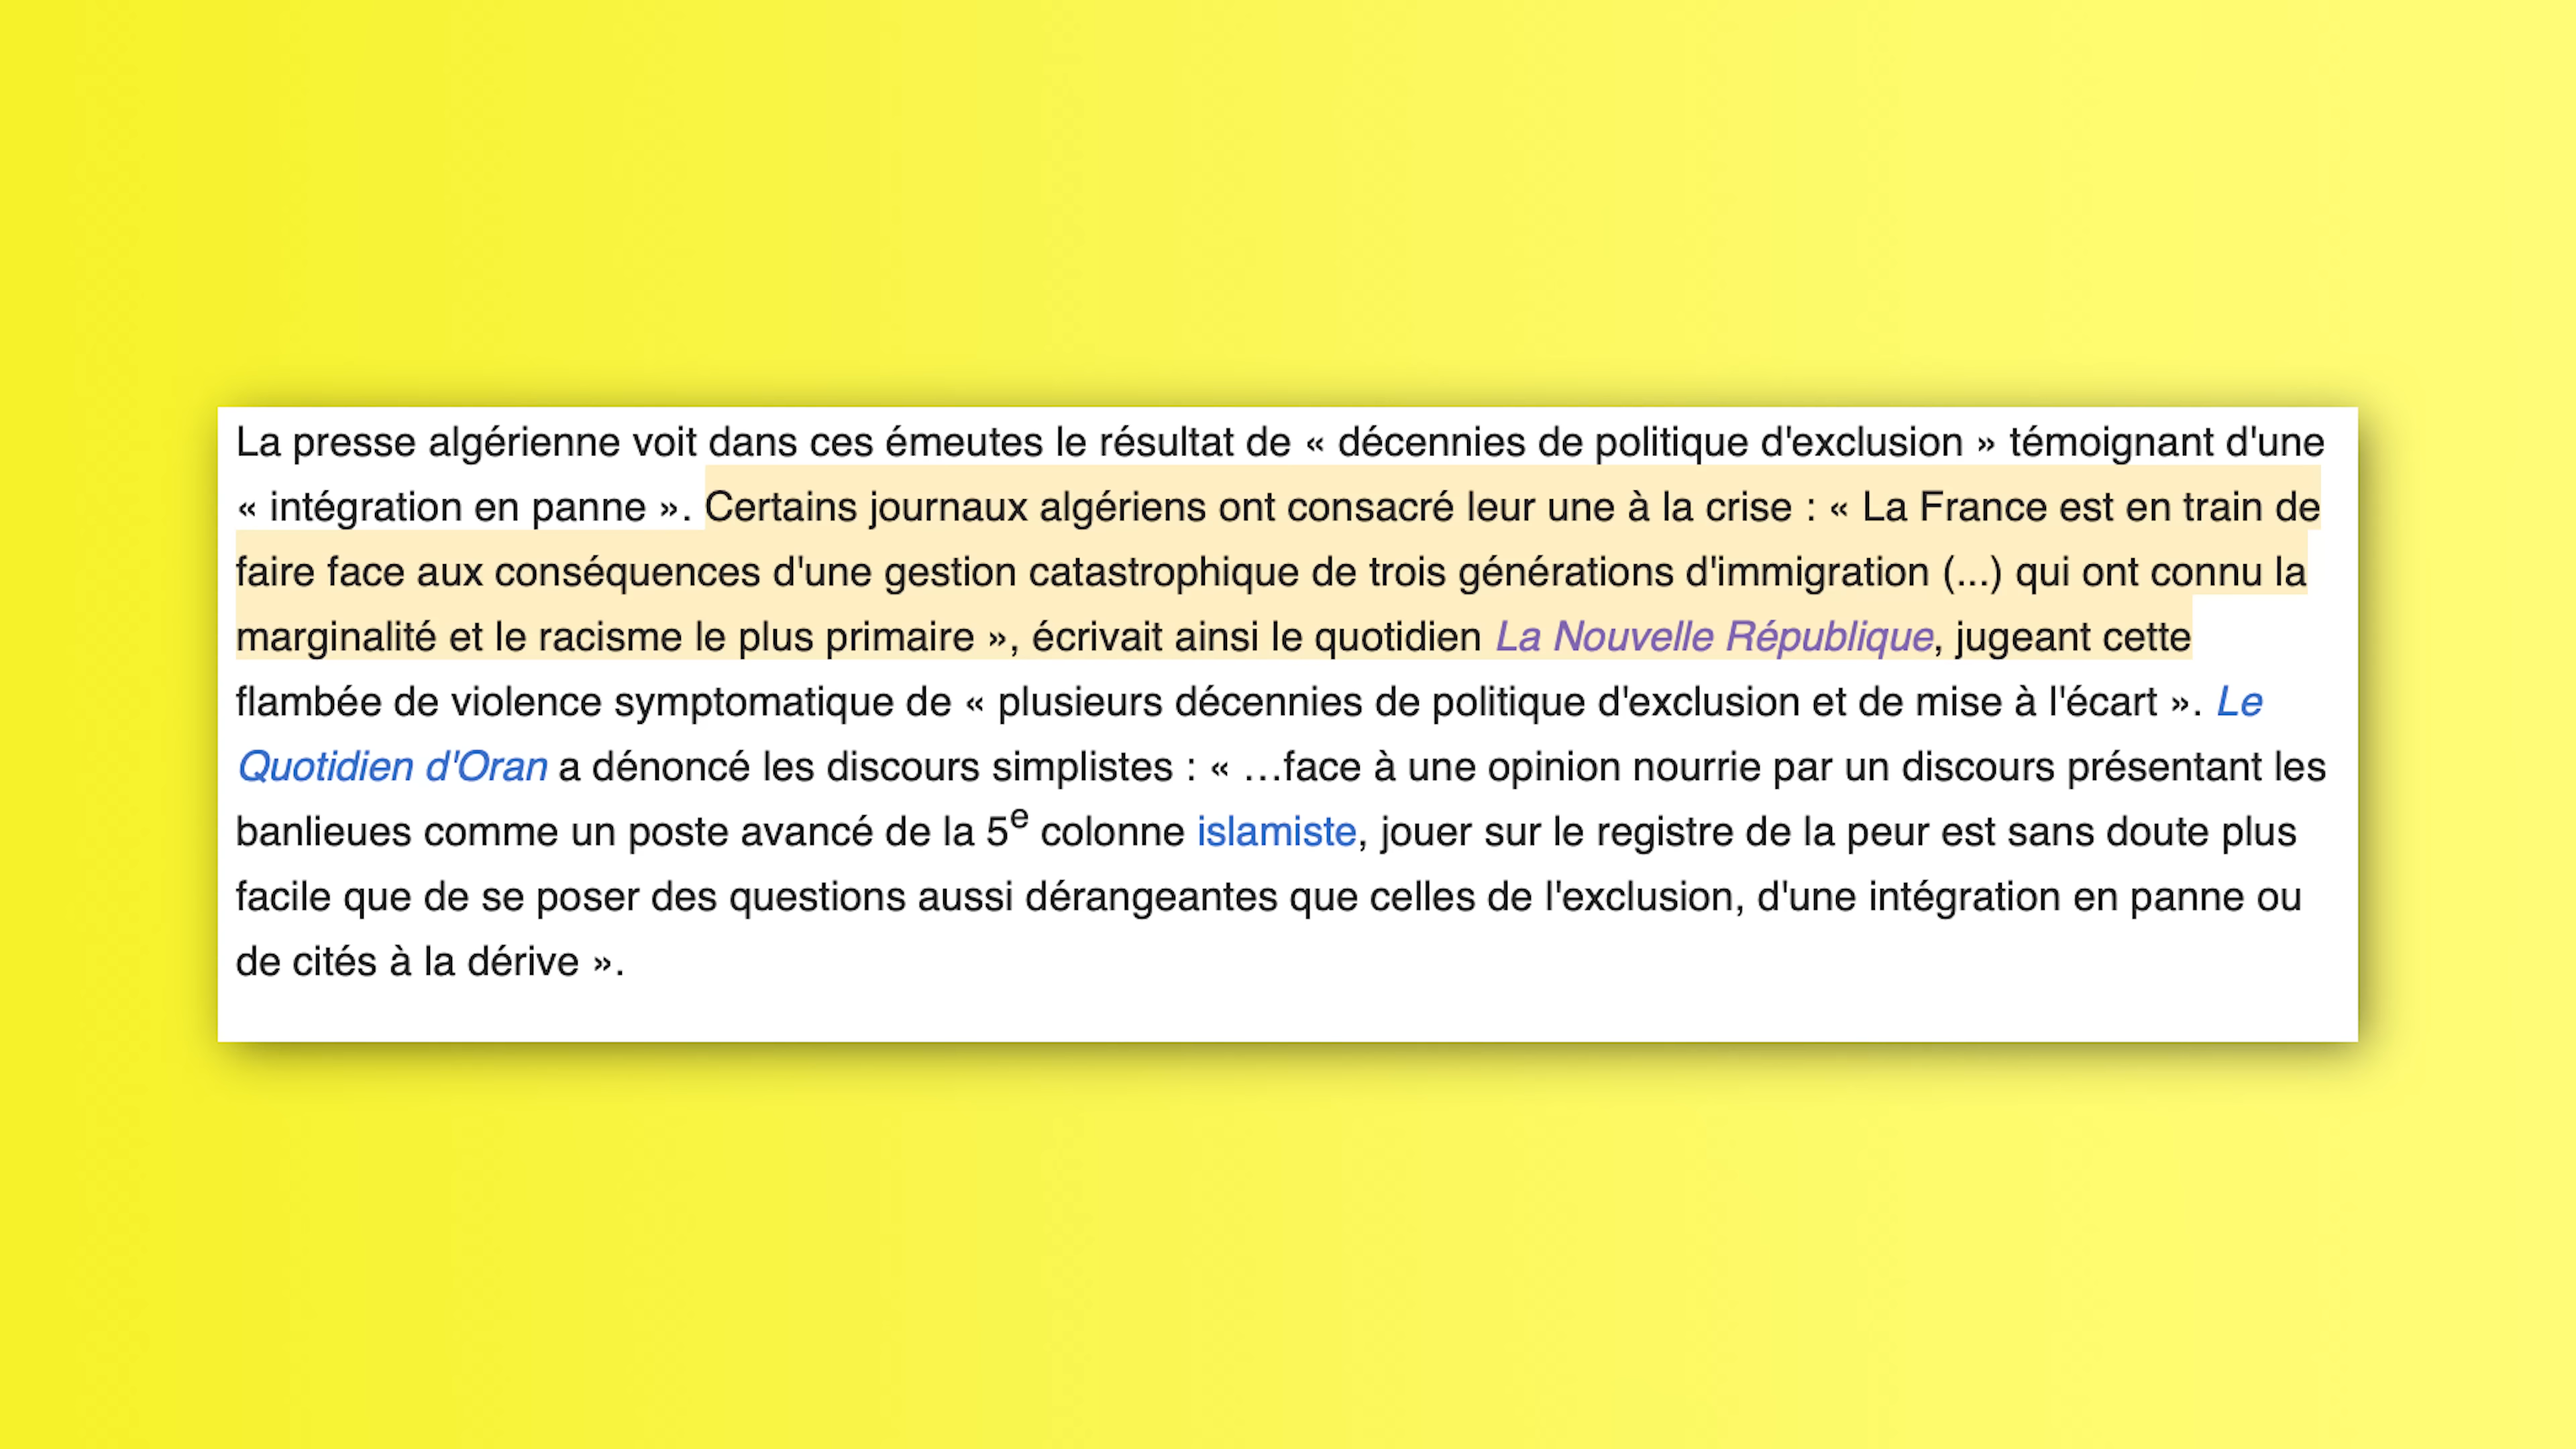 La presse algérienne voit dans ces émeutes le résultat de « décennies de politique d'exclusion » témoignant d'une
« intégration en panne ». Certains journaux algériens ont consacré leur une à la crise : « La France est en train de
faire face aux conséquences d'une gestion catastrophique de trois générations d'immigration (...) qui ont connu la
marginalité et le racisme le plus primaire », écrivait ainsi le quotidien La Nouvelle République, jugeant cette
flambée de violence symptomatique de « plusieurs décennies de politique d'exclusion et de mise à l'écart ». Le
Quotidien d'Oran a dénoncé les discours simplistes : « …face à une opinion nourrie par un discours présentant les
banlieues comme un poste avancé de la 5e colonne islamiste, jouer sur le registre de la peur est sans doute plus
facile que de se poser des questions aussi dérangeantes que celles de l'exclusion, d'une intégration en panne ou
de cités à la dérive ».